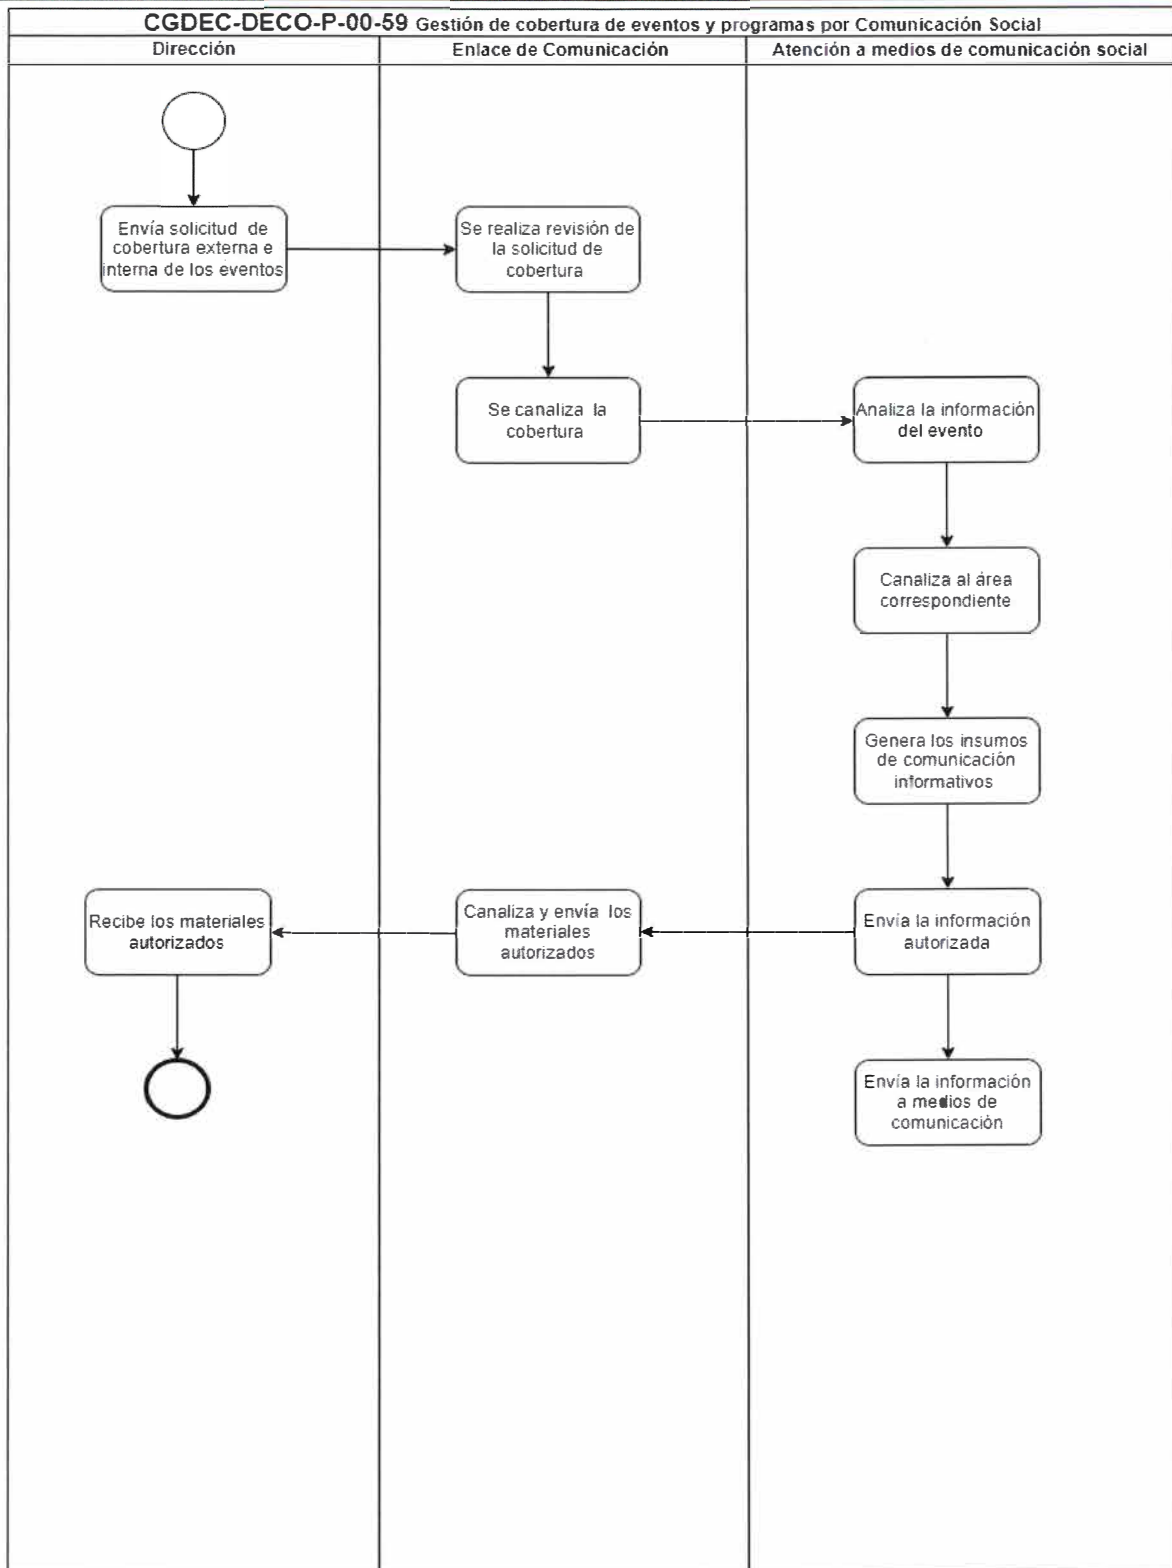 CGDEC-DECO-P-00-59 Gestión de cobertura de eventos y programas por Comunicación Social
Dirección
Enlace de Comunicación
Atención a medios de comunicación social
Envía solicitud de
cobertura externa e
interna de los eventos
Se realiza revisión de
la solicitud de
cobertura
Se canaliza la
cobertura
Analiza la información
del evento
Canaliza al área
correspondiente
Genera los insumos
de comunicación
informativos
Envía la información
autorizada
Canaliza y envía los
materiales
autorizados
Recibe los materiales
autorizados
Envía la información
a medios de
comunicación